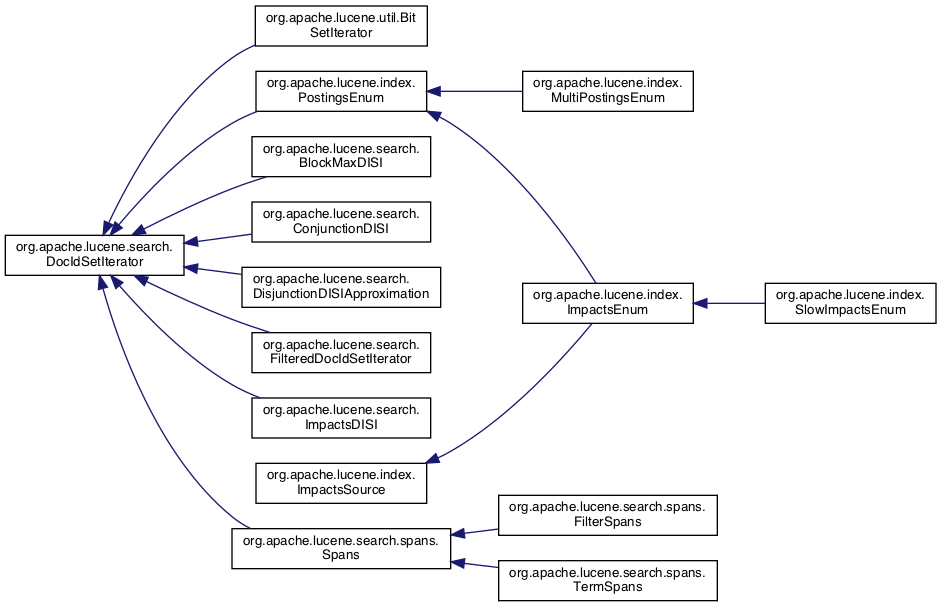 org.apache.lucene.util.Bit
SetIterator
org.apache.lucene.index.
PostingsEnum
org.apache.lucene.index.
MultiPostingsEnum
org.apache.lucene.search.
BlockMaxDISI
org.apache.lucene.search.
ConjunctionDISI
org.apache.lucene.search.
DocIdSetIterator
org.apache.lucene.search.
DisjunctionDISIApproximation
org.apache.lucene.index.
ImpactsEnum
org.apache.lucene.index.
SlowImpactsEnum
org.apache.lucene.search.
FilteredDocIdSetIterator
org.apache.lucene.search.
ImpactsDISI
org.apache.lucene.index.
ImpactsSource
org.apache.lucene.search.spans.
FilterSpans
org.apache.lucene.search.spans.
Spans
org.apache.lucene.search.spans.
TermSpans